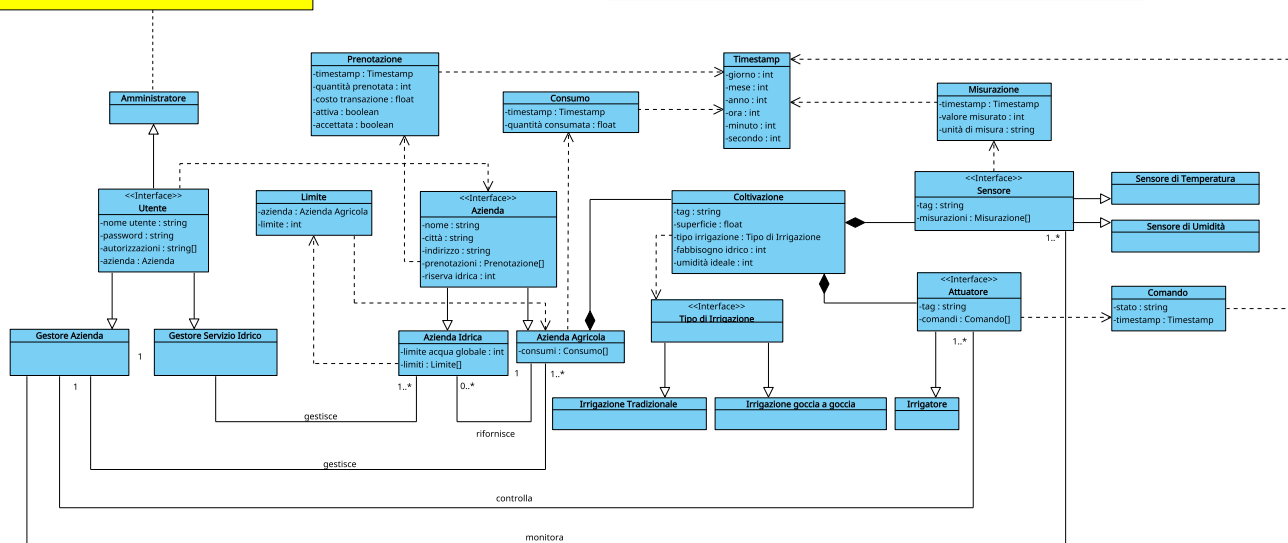 Amministratore
Prenotazione
-timestamp : Timestamp
-quantità prenotata : int
-costo transazione : float
-attiva : boolean
-accettata : boolean
Consumo
-timestamp : Timestamp
-quantità consumata : float
Timestamp
-giorno : int
-mese : int
-anno : int
-ora : int
-minuto : int
-secondo : int
Misurazione
-timestamp : Timestamp
-valore misurato : int
-unità di misura : string
<<Interface>>
Utente
-nome utente : string
-password : string
-autorizzazioni : string[]
-azienda : Azienda
Limite
-azienda : Azienda Agricola
-limite : int
<<Interface>>
Azienda
-nome : string
-città : string
-indirizzo : string
-prenotazioni : Prenotazione[]
-riserva idrica : int
Coltivazione
-tag : string
-superficie : float
-tipo irrigazione : Tipo di Irrigazione
-fabbisogno idrico : int
-umidità ideale : int
<<Interface>>
Sensore
-tag : string
-misurazioni : Misurazione[]
1..*
Sensore di Temperatura
Sensore di Umidità
<<Interface>>
Attuatore
-tag : string
-comandi : Comando[]
1..*
Comando
-stato : string
-timestamp : Timestamp
<<Interface>>
Tipo di Irrigazione
Gestore Azienda
1
1
Gestore Servizio Idrico
Azienda Idrica
-limite acqua globale : int
-limiti : Limite[]
1..*
0..*
Azienda Agricola
-consumi : Consumo[]
1
1..*
Irrigazione Tradizionale
Irrigazione goccia a goccia
Irrigatore
gestisce
rifornisce
gestisce
controlla
monitora